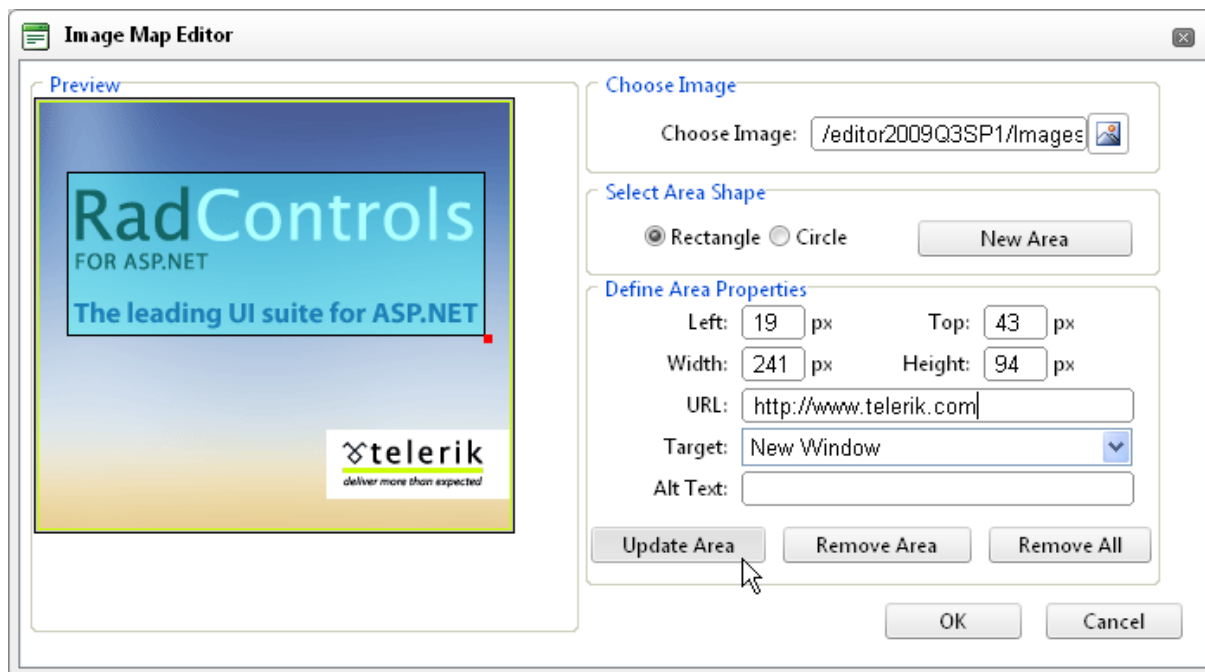 Image Map Editor
Preview
RadControls
FOR ASP.NET
The leading UI suite for ASP.NET
telerik
deliver more than expected
Choose Image
Choose Image: /editor2009Q3SP1/Images
Select Area Shape
Rectangle Circle New Area
Define Area Properties
Left: 19 px Top: 43 px
Width: 241 px Height: 94 px
URL: http://www.telerik.com
Target: New Window
Alt Text:
Update Area Remove Area Remove All
OK Cancel